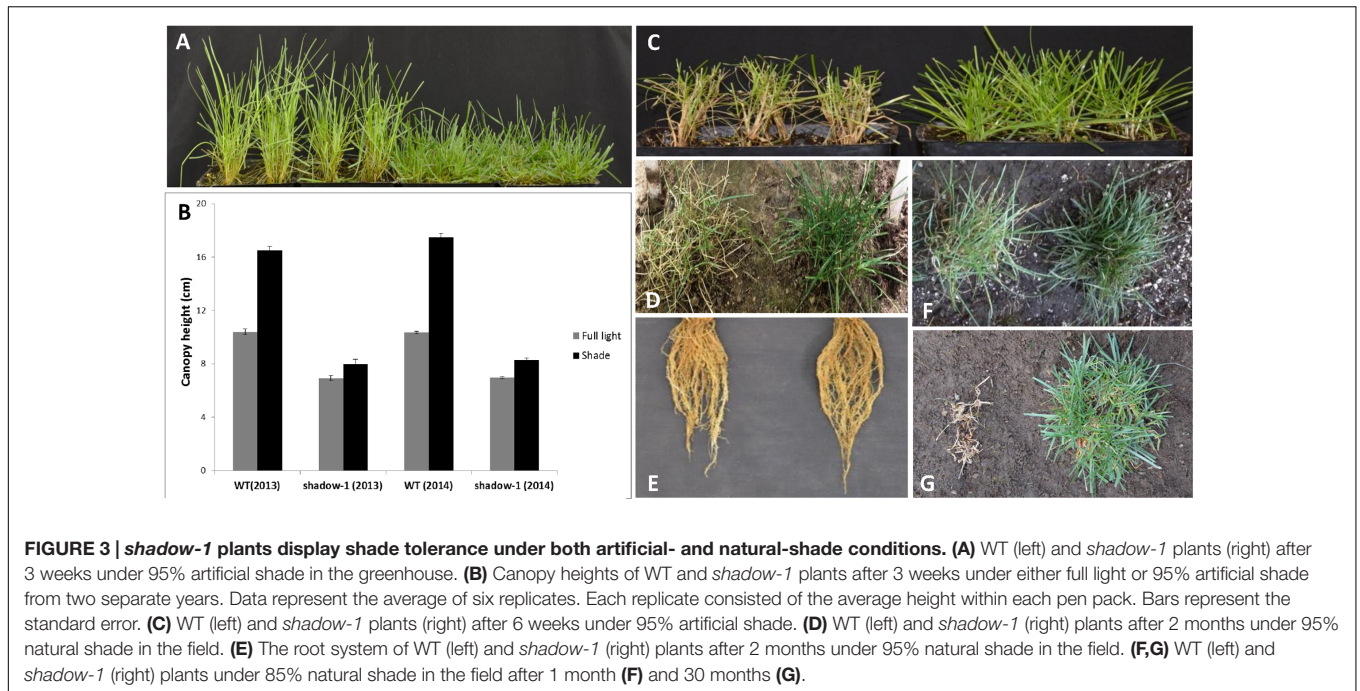 A
C
B
20
16
12
8
4
0
Canopy height (cm)
WT(2013)
shadow-1 (2013)
WT (2014)
shadow-1 (2014)
Full light
Shade
D
F
E
G
FIGURE 3 | shadow-1 plants display shade tolerance under both artificial- and natural-shade conditions. (A) WT (left) and shadow-1 plants (right) after
3 weeks under 95% artificial shade in the greenhouse. (B) Canopy heights of WT and shadow-1 plants after 3 weeks under either full light or 95% artificial shade
from two separate years. Data represent the average of six replicates. Each replicate consisted of the average height within each pen pack. Bars represent the
standard error. (C) WT (left) and shadow-1 plants (right) after 6 weeks under 95% artificial shade. (D) WT (left) and shadow-1 (right) plants after 2 months under 95%
natural shade in the field. (E) The root system of WT (left) and shadow-1 (right) plants after 2 months under 95% natural shade in the field. (F,G) WT (left) and
shadow-1 (right) plants under 85% natural shade in the field after 1 month (F) and 30 months (G).